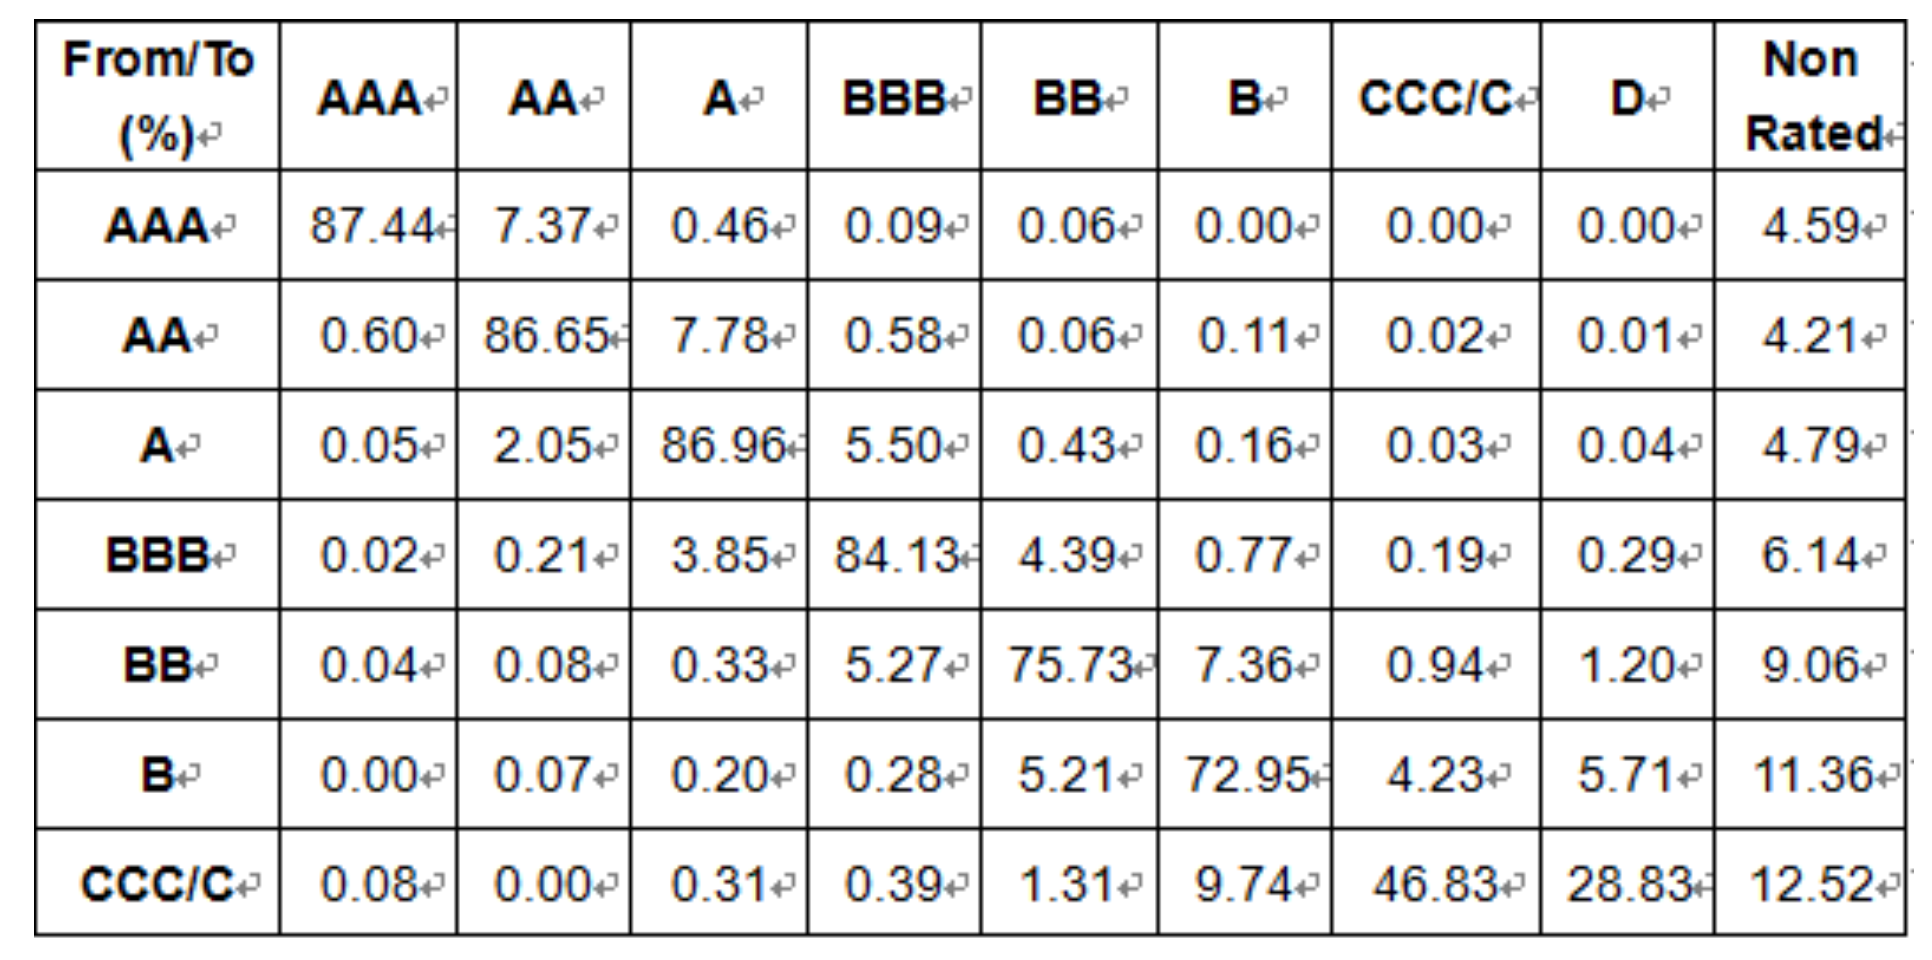 From/To (%) AAA AA A BBB BB B CCC/C D Non Rated
AAA 87.44 7.37 0.46 0.09 0.06 0.00 0.00 0.00 4.59
AA 0.60 86.65 7.78 0.58 0.06 0.11 0.02 0.01 4.21
A 0.05 2.05 86.96 5.50 0.43 0.16 0.03 0.04 4.79
BBB 0.02 0.21 3.85 84.13 4.39 0.77 0.19 0.29 6.14
BB 0.04 0.08 0.33 5.27 75.73 7.36 0.94 1.20 9.06
B 0.00 0.07 0.20 0.28 5.21 72.95 4.23 5.71 11.36
CCC/C 0.08 0.00 0.31 0.39 1.31 9.74 46.83 28.83 12.52